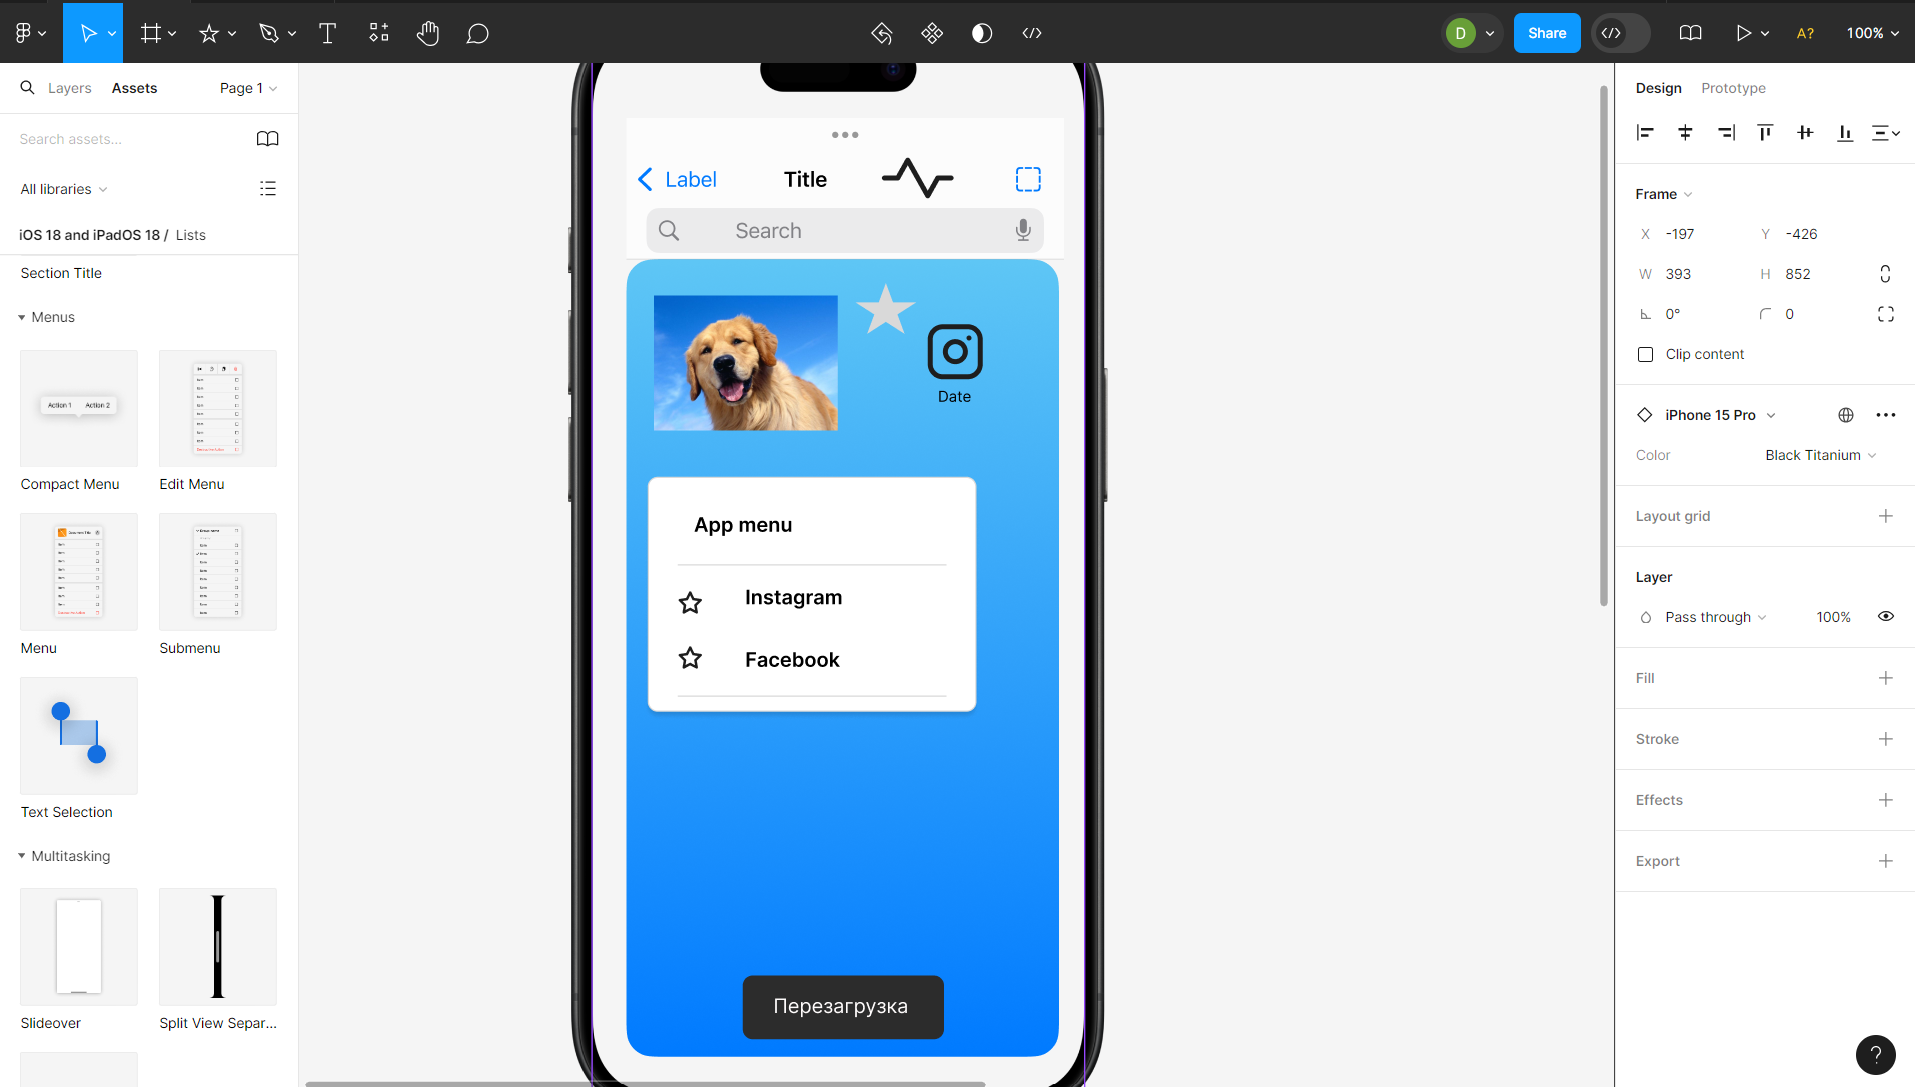 D
Share
A?
100%
Layers
Assets
Page 1
Search assets...
All libraries
iOS 18 and iPadOS 18 / Lists
Section Title
Menus
Action 1
Action 2
Compact Menu
Edit Menu
Menu
Submenu
Text Selection
Multitasking
Slideover
Split View Separ...
Label
Title
Search
Date
App menu
Instagram
Facebook
Перезагрузка
Design
Prototype
Frame
X -197
Y -426
W 393
H 852
0°
0
Clip content
iPhone 15 Pro
Color
Black Titanium
Layout grid
Layer
Pass through
100%
Fill
Stroke
Effects
Export
?